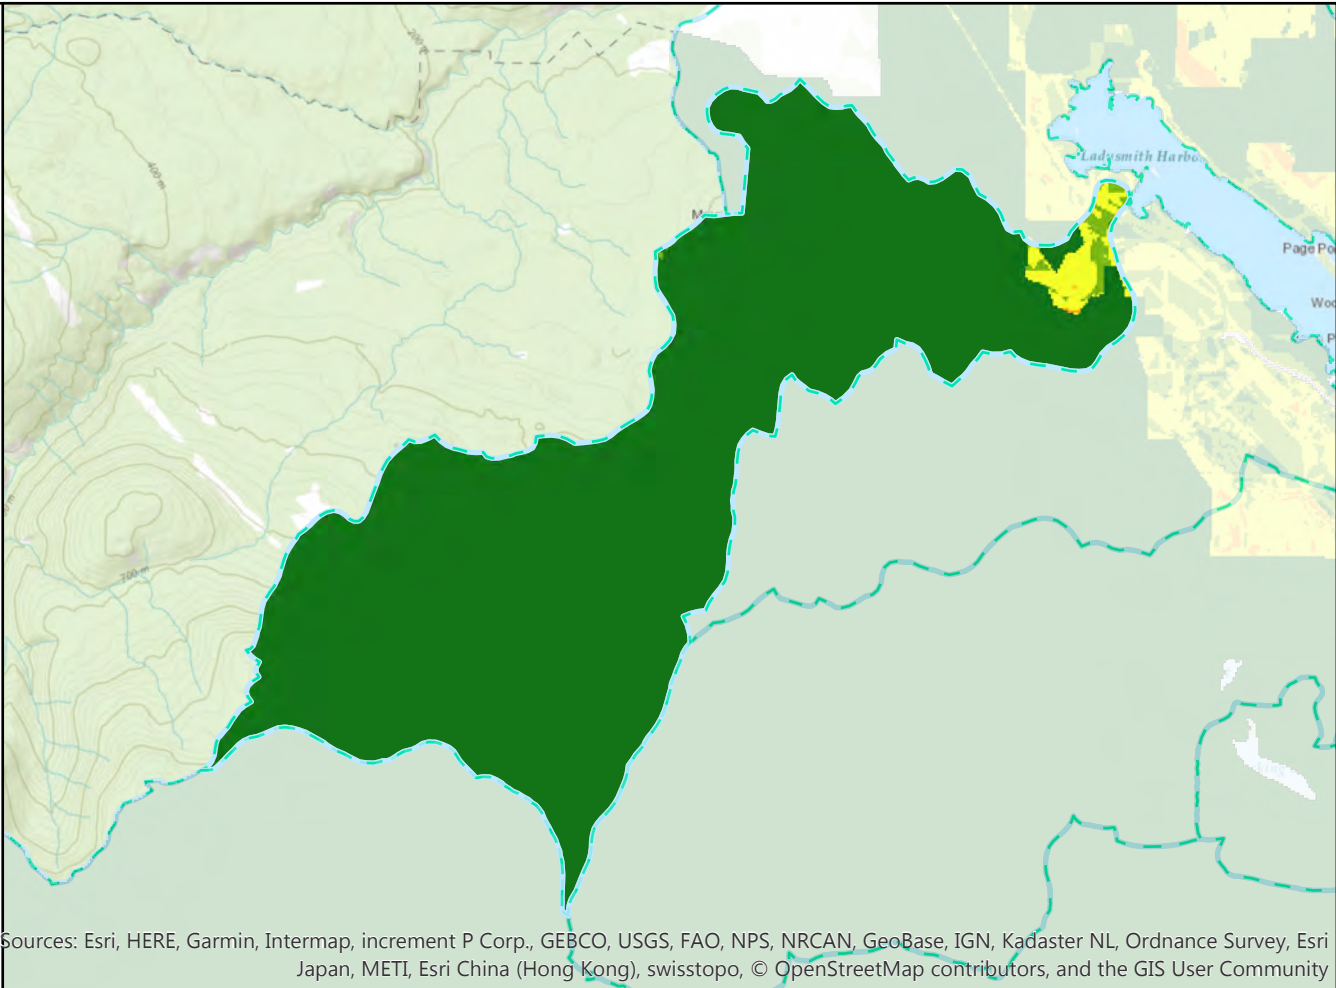 200 m
400 m
Ladysmith Harbo
Page Po
Woo
P
700 m
Sources: Esri, HERE, Garmin, Intermap, increment P Corp., GEBCO, USGS, FAO, NPS, NRCAN, GeoBase, IGN, Kadaster NL, Ordnance Survey, Esri
Japan, METI, Esri China (Hong Kong), swisstopo, © OpenStreetMap contributors, and the GIS User Community